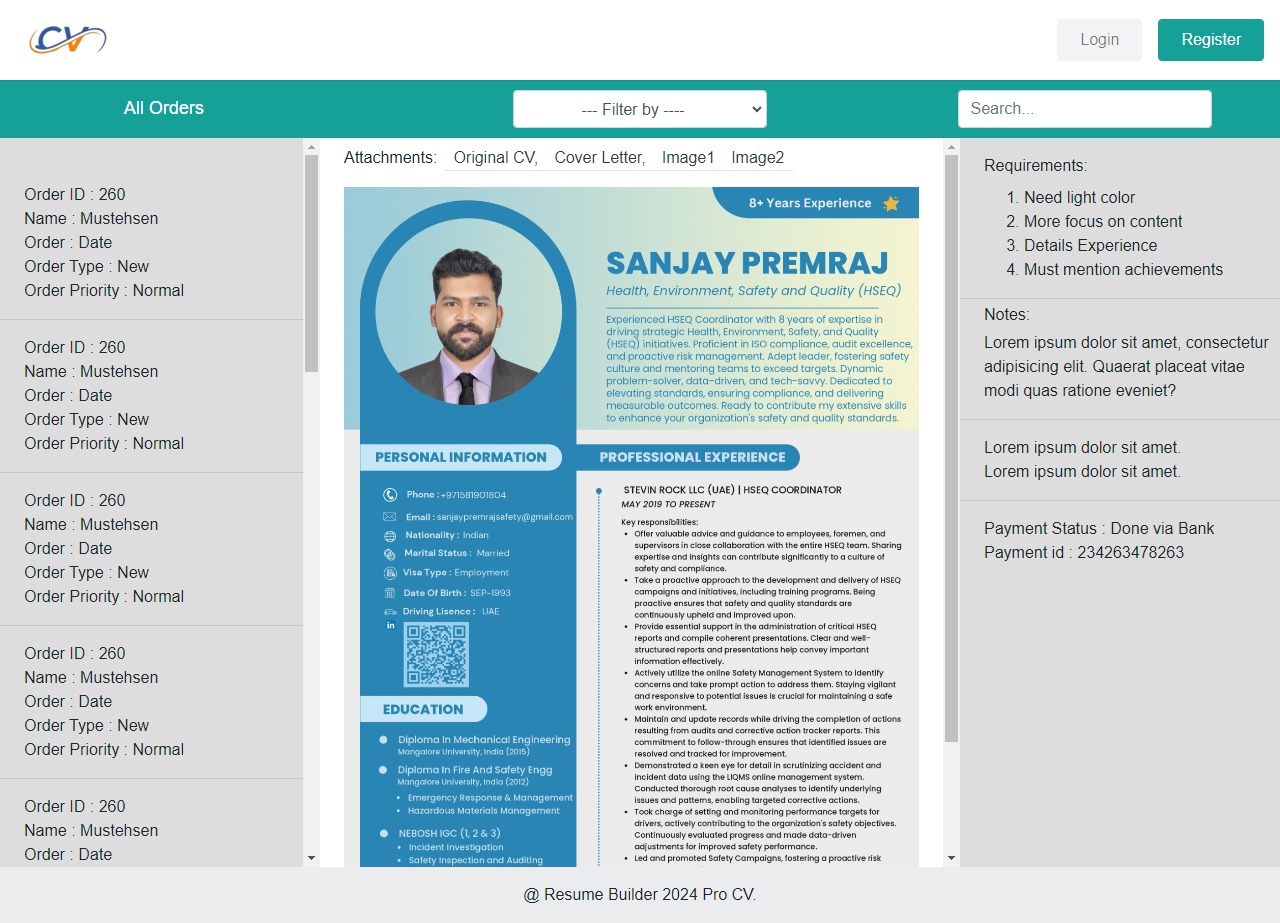 CV
Login
Register
All Orders
--- Filter by ----
Search...
Order ID : 260
Name : Mustehsen
Order : Date
Order Type : New
Order Priority : Normal
Order ID : 260
Name : Mustehsen
Order : Date
Order Type : New
Order Priority : Normal
Order ID : 260
Name : Mustehsen
Order : Date
Order Type : New
Order Priority : Normal
Order ID : 260
Name : Mustehsen
Order : Date
Order Type : New
Order Priority : Normal
Order ID : 260
Name : Mustehsen
Order : Date
Attachments: Original CV, Cover Letter, Image1 Image2
8+ Years Experience
SANJAY PREMRAJ
Health, Environment, Safety and Quality (HSEQ)
Experienced HSEQ Coordinator with 8 years of expertise in
driving strategic Health, Environment, Safety, and Quality
(HSEQ) initiatives. Proficient in ISO compliance, audit excellence,
and proactive risk management. Adept leader, fostering safety
culture and mentoring teams to exceed targets. Dynamic
problem-solver, data-driven, and tech-savvy. Dedicated to
elevating standards, ensuring compliance, and delivering
measurable outcomes. Ready to contribute my extensive skills
to enhance your organization's safety and quality standards.
PERSONAL INFORMATION
Phone :+971581901804
Email : sanjaypremrajsafety@gmail.com
Nationality : Indian
Marital Status : Married
Visa Type : Employment
Date Of Birth : SEP-1993
Driving Lisence : UAE
in
EDUCATION
Diploma In Mechanical Engineering
Mangalore University, India (2015)
Diploma In Fire And Safety Engg
Mangalore University, India (2012)
• Emergency Response & Management
• Hazardous Materials Management
NEBOSH IGC (1, 2 & 3)
• Incident Investigation
• Safety Inspection and Auditing
PROFESSIONAL EXPERIENCE
STEVIN ROCK LLC (UAE) | HSEQ COORDINATOR
MAY 2019 TO PRESENT
Key responsibilities:
• Offer valuable advice and guidance to employees, foremen, and
supervisors in close collaboration with the entire HSEQ team. Sharing
expertise and insights can contribute significantly to a culture of
safety and compliance.
• Take a proactive approach to the development and delivery of HSEQ
campaigns and initiatives, including training programs. Being
proactive ensures that safety and quality standards are
continuously upheld and improved upon.
• Provide essential support in the administration of critical HSEQ
reports and compile coherent presentations. Clear and well-
structured reports and presentations help convey important
information effectively.
• Actively utilize the online Safety Management System to identify
concerns and take prompt action to address them. Staying vigilant
and responsive to potential issues is crucial for maintaining a safe
work environment.
• Maintain and update records while driving the completion of actions
resulting from audits and corrective action tracker reports. This
commitment to follow-through ensures that identified issues are
resolved and tracked for improvement.
• Demonstrated a keen eye for detail in scrutinizing accident and
incident data using the LIQMS online management system.
Conducted thorough root cause analyses to identify underlying
issues and patterns, enabling targeted corrective actions.
• Took charge of setting and monitoring performance targets for
drivers, actively contributing to the organization's safety objectives.
Continuously evaluated progress and made data-driven
adjustments for improved safety performance.
• Led and promoted Safety Campaigns, fostering a proactive risk
Requirements:
1. Need light color
2. More focus on content
3. Details Experience
4. Must mention achievements
Notes:
Lorem ipsum dolor sit amet, consectetur
adipisicing elit. Quaerat placeat vitae
modi quas ratione eveniet?
Lorem ipsum dolor sit amet.
Lorem ipsum dolor sit amet.
Payment Status : Done via Bank
Payment id : 234263478263
@ Resume Builder 2024 Pro CV.